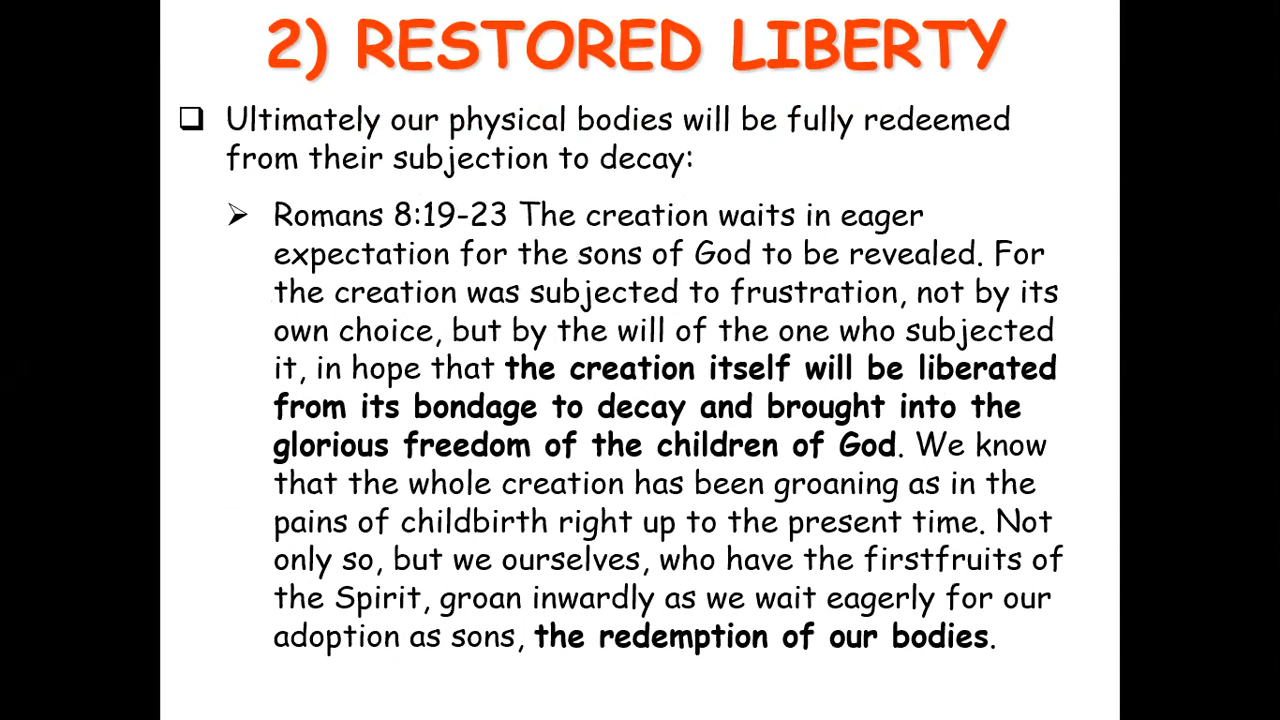 2) RESTORED LIBERTY
Ultimately our physical bodies will be fully redeemed
from their subjection to decay:
Romans 8:19-23 The creation waits in eager
expectation for the sons of God to be revealed. For
the creation was subjected to frustration, not by its
own choice, but by the will of the one who subjected
it, in hope that the creation itself will be liberated
from its bondage to decay and brought into the
glorious freedom of the children of God. We know
that the whole creation has been groaning as in the
pains of childbirth right up to the present time. Not
only so, but we ourselves, who have the firstfruits of
the Spirit, groan inwardly as we wait eagerly for our
adoption as sons, the redemption of our bodies.